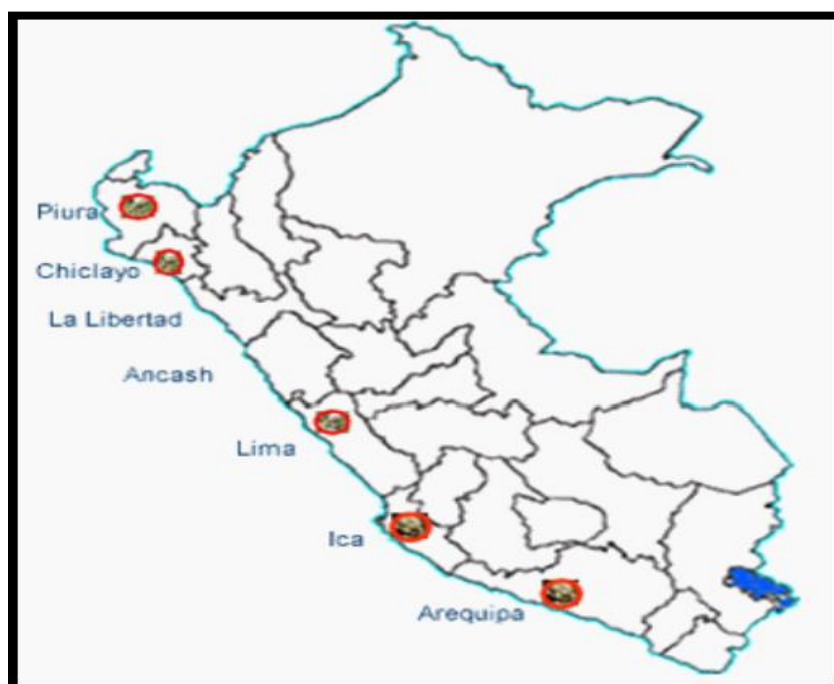 Piura
Chiclayo
La Libertad
Ancash
Lima
Ica
Arequipa